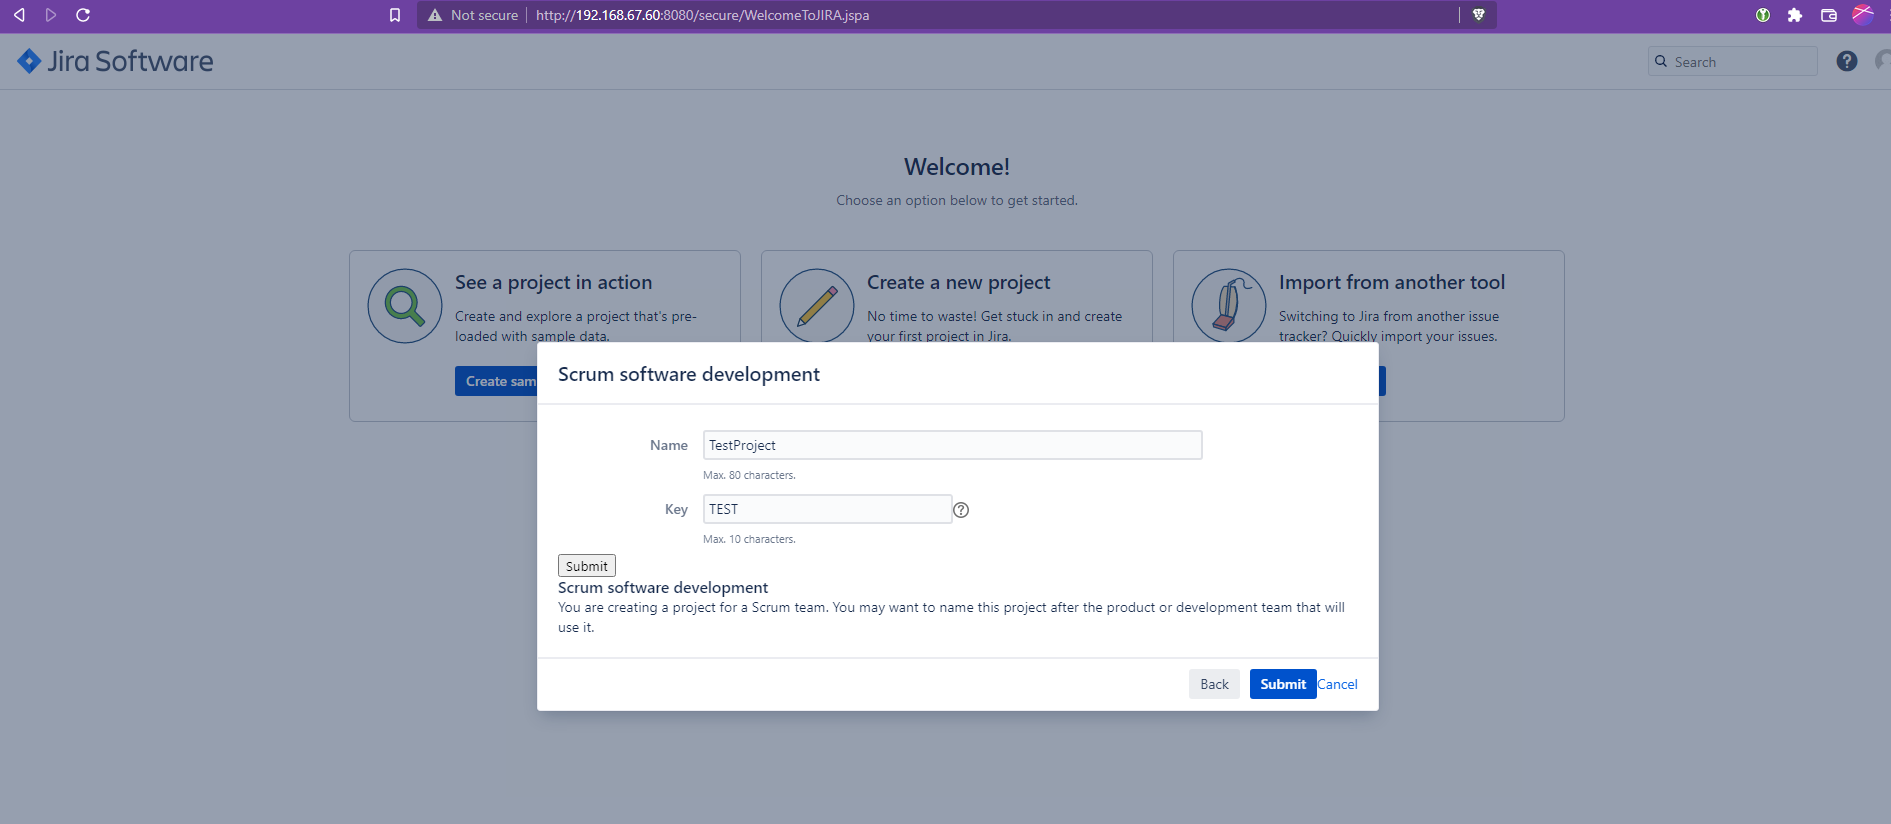 Not secure http://192.168.67.60:8080/secure/WelcomeToJIRA.jspa
Jira Software
Search
?
Welcome!
Choose an option below to get started.
See a project in action
Create and explore a project that's pre-
loaded with sample data.
Create sam
Create a new project
No time to waste! Get stuck in and create
your first project in Jira.
Import from another tool
Switching to Jira from another issue
tracker? Quickly import your issues.
Scrum software development
Name TestProject
Max. 80 characters.
Key TEST ?
Max. 10 characters.
Submit
Scrum software development
You are creating a project for a Scrum team. You may want to name this project after the product or development team that will
use it.
Back Submit Cancel